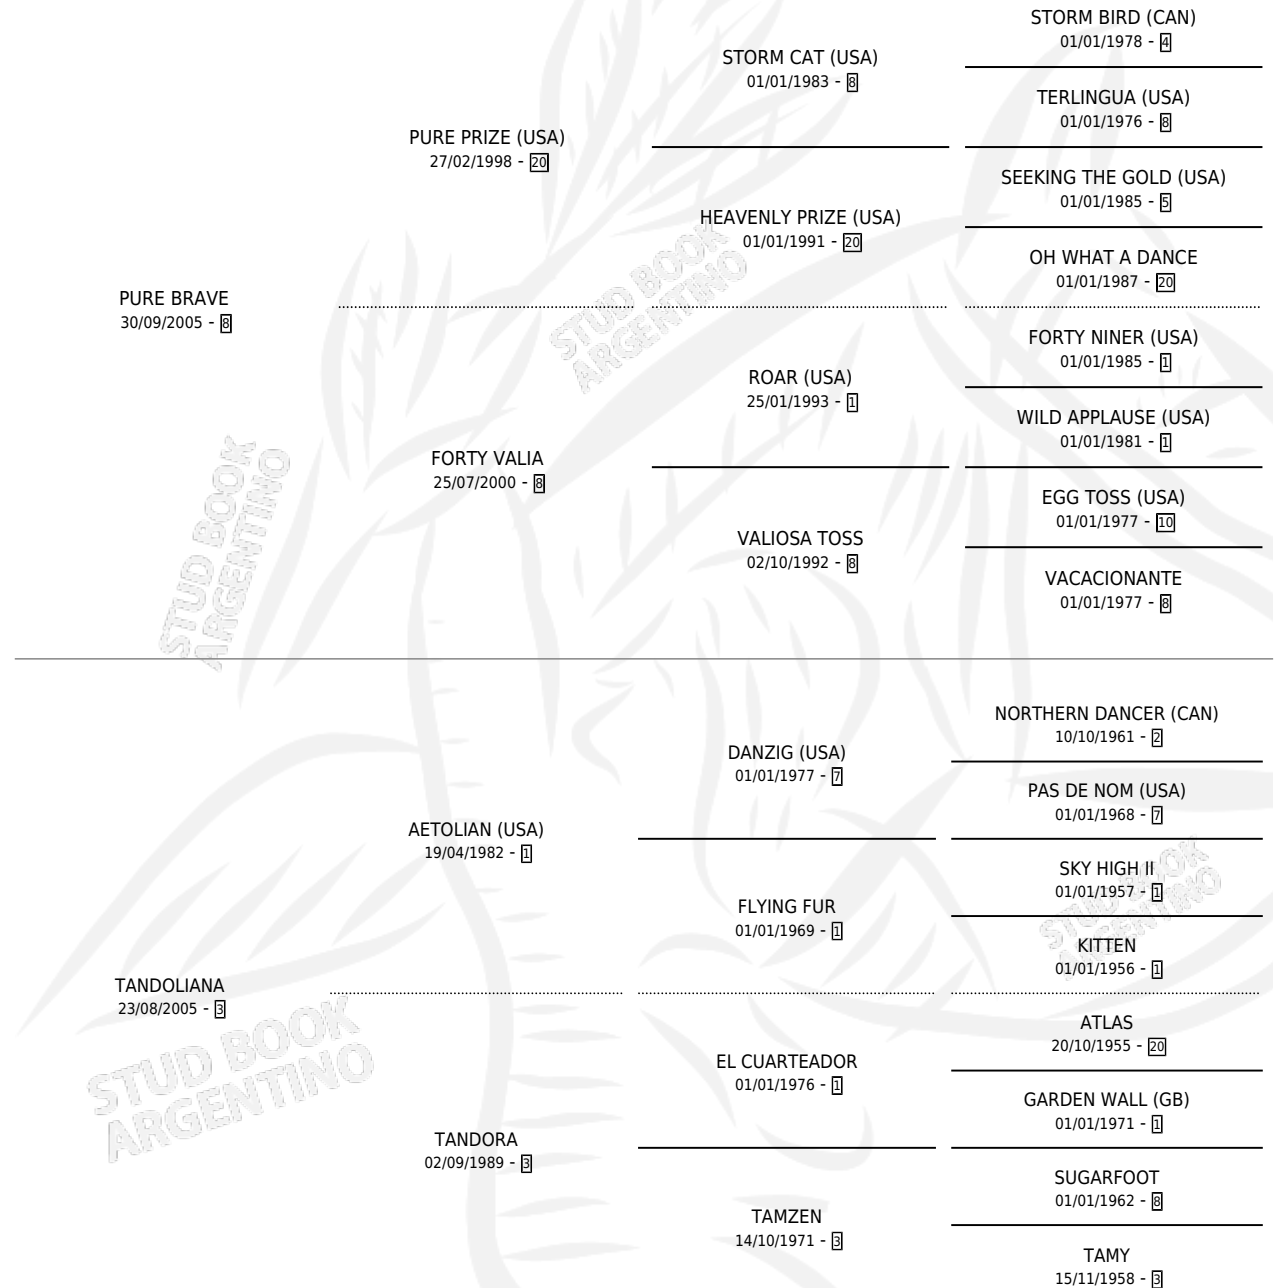 STORM BIRD (CAN)
01/01/1978 - 4
STORM CAT (USA)
01/01/1983 - 8
TERLINGUA (USA)
01/01/1976 - 8
PURE PRIZE (USA)
27/02/1998 - 20
SEEKING THE GOLD (USA)
01/01/1985 - 5
HEAVENLY PRIZE (USA)
01/01/1991 - 20
OH WHAT A DANCE
01/01/1987 - 20
PURE BRAVE
30/09/2005 - 8
STUD BOOK
ARGENTINO
FORTY NINER (USA)
01/01/1985 - 1
ROAR (USA)
25/01/1993 - 1
WILD APPLAUSE (USA)
01/01/1981 - 1
FORTY VALIA
25/07/2000 - 8
EGG TOSS (USA)
01/01/1977 - 10
VALIOSA TOSS
02/10/1992 - 8
VACACIONANTE
01/01/1977 - 8
STUD BOOK
ARGENTINO
NORTHERN DANCER (CAN)
10/10/1961 - 2
DANZIG (USA)
01/01/1977 - 7
PAS DE NOM (USA)
01/01/1968 - 7
AETOLIAN (USA)
19/04/1982 - 1
SKY HIGH II
01/01/1957 - 1
FLYING FUR
01/01/1969 - 1
KITTEN
01/01/1956 - 1
STUD BOOK
ARGENTINO
TANDOLIANA
23/08/2005 - 3
STUD BOOK
ARGENTINO
ATLAS
20/10/1955 - 20
EL CUARTEADOR
01/01/1976 - 1
GARDEN WALL (GB)
01/01/1971 - 1
TANDORA
02/09/1989 - 3
SUGARFOOT
01/01/1962 - 8
TAMZEN
14/10/1971 - 3
TAMY
15/11/1958 - 3